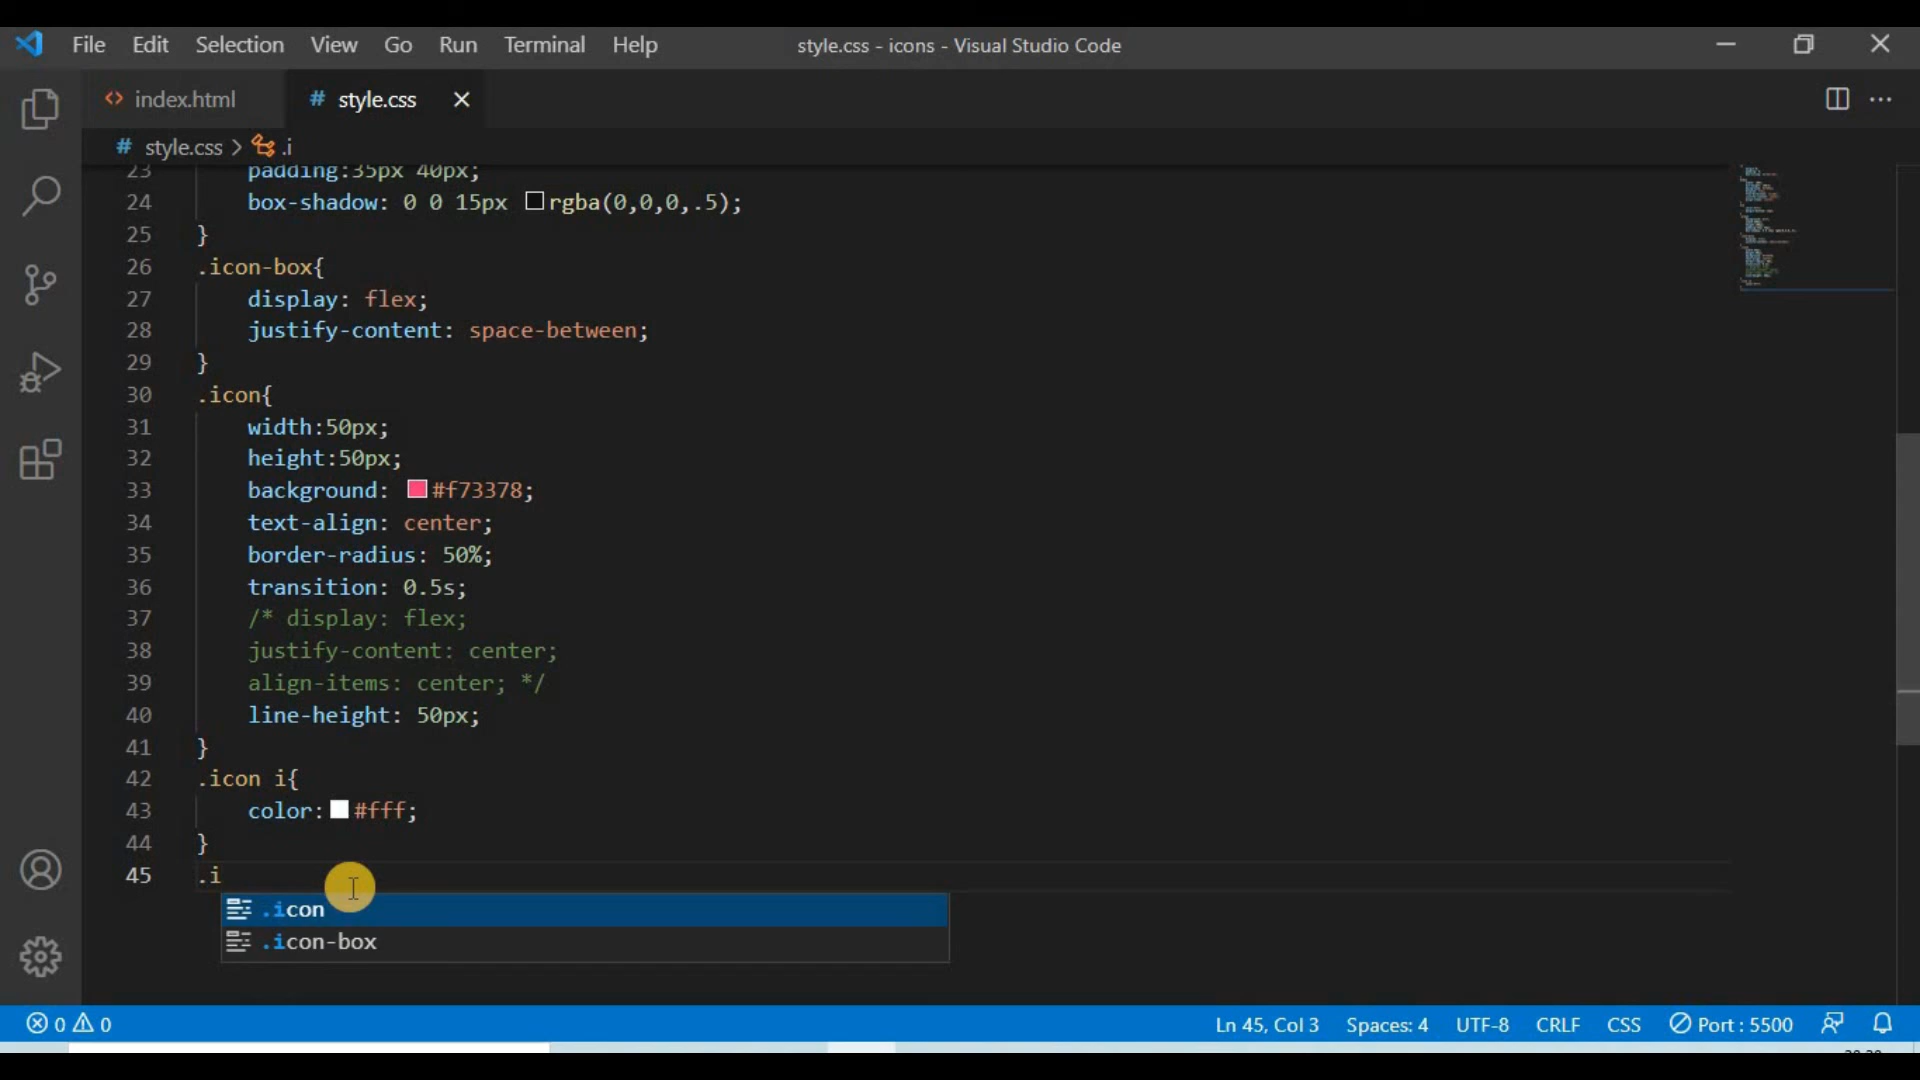 File Edit Selection View Go Run Terminal Help style.css - icons - Visual Studio Code
<> index.html # style.css
# style.css > .i
23 padding:35px 40px;
24 box-shadow: 0 0 15px rgba(0,0,0,.5);
25 }
26 .icon-box{
27 display: flex;
28 justify-content: space-between;
29 }
30 .icon{
31 width:50px;
32 height:50px;
33 background: #f73378;
34 text-align: center;
35 border-radius: 50%;
36 transition: 0.5s;
37 /* display: flex;
38 justify-content: center;
39 align-items: center; */
40 line-height: 50px;
41 }
42 .icon i{
43 color: #fff;
44 }
45 .i
.icon
.icon-box
0 0 Ln 45, Col 3 Spaces: 4 UTF-8 CRLF CSS Port : 5500